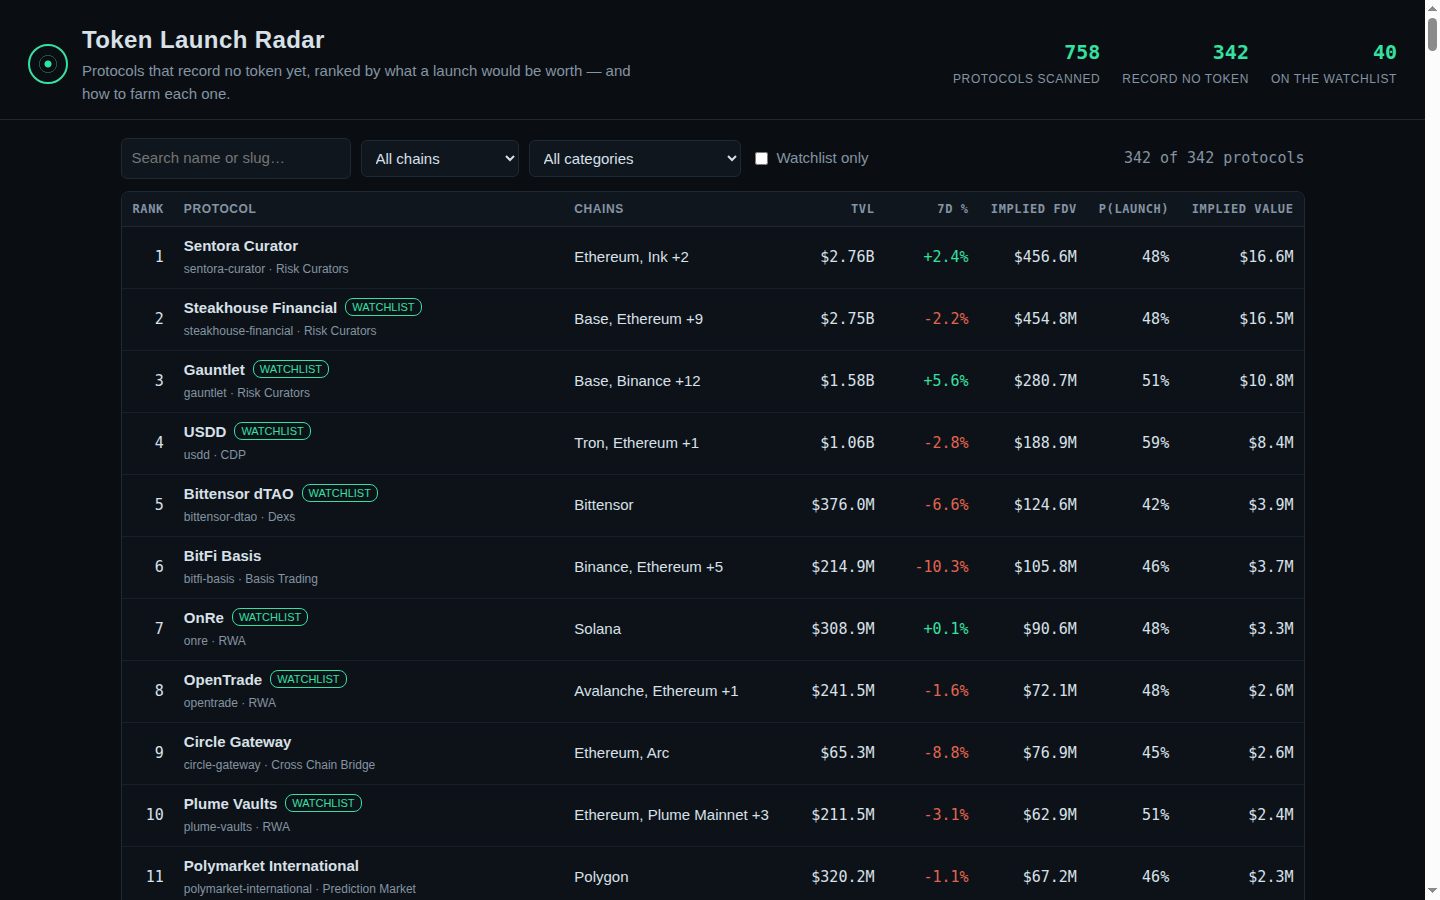 Token Launch Radar
Protocols that record no token yet, ranked by what a launch would be worth — and
how to farm each one.
758
PROTOCOLS SCANNED
342
RECORD NO TOKEN
40
ON THE WATCHLIST
Search name or slug…
All chains
All categories
Watchlist only
342 of 342 protocols
RANK PROTOCOL CHAINS TVL 7D % IMPLIED FDV P(LAUNCH) IMPLIED VALUE
1 Sentora Curator Ethereum, Ink +2 $2.76B +2.4% $456.6M 48% $16.6M
sentora-curator · Risk Curators
2 Steakhouse Financial WATCHLIST Base, Ethereum +9 $2.75B -2.2% $454.8M 48% $16.5M
steakhouse-financial · Risk Curators
3 Gauntlet WATCHLIST Base, Binance +12 $1.58B +5.6% $280.7M 51% $10.8M
gauntlet · Risk Curators
4 USDD WATCHLIST Tron, Ethereum +1 $1.06B -2.8% $188.9M 59% $8.4M
usdd · CDP
5 Bittensor dTAO WATCHLIST Bittensor $376.0M -6.6% $124.6M 42% $3.9M
bittensor-dtao · Dexs
6 BitFi Basis Binance, Ethereum +5 $214.9M -10.3% $105.8M 46% $3.7M
bitfi-basis · Basis Trading
7 OnRe WATCHLIST Solana $308.9M +0.1% $90.6M 48% $3.3M
onre · RWA
8 OpenTrade WATCHLIST Avalanche, Ethereum +1 $241.5M -1.6% $72.1M 48% $2.6M
opentrade · RWA
9 Circle Gateway Ethereum, Arc $65.3M -8.8% $76.9M 45% $2.6M
circle-gateway · Cross Chain Bridge
10 Plume Vaults WATCHLIST Ethereum, Plume Mainnet +3 $211.5M -3.1% $62.9M 51% $2.4M
plume-vaults · RWA
11 Polymarket International Polygon $320.2M -1.1% $67.2M 46% $2.3M
polymarket-international · Prediction Market